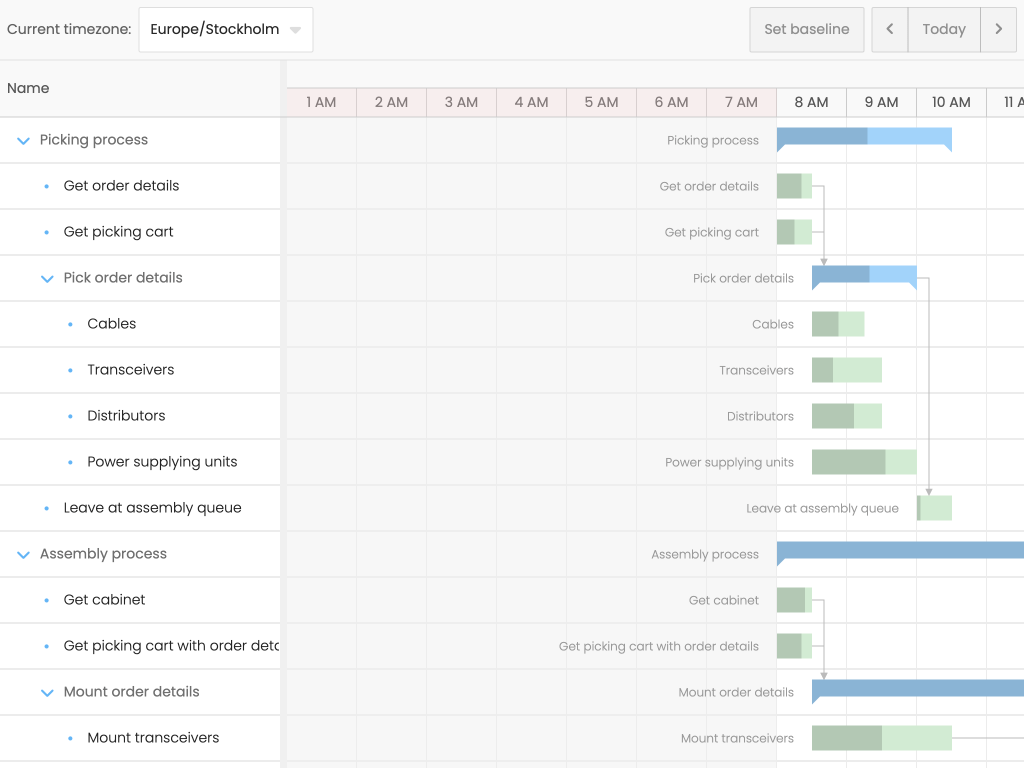 Current timezone: Europe/Stockholm Set baseline Today
Name
1 AM 2 AM 3 AM 4 AM 5 AM 6 AM 7 AM 8 AM 9 AM 10 AM 11 A
Picking process Picking process
Get order details Get order details
Get picking cart Get picking cart
Pick order details Pick order details
Cables Cables
Transceivers Transceivers
Distributors Distributors
Power supplying units Power supplying units
Leave at assembly queue Leave at assembly queue
Assembly process Assembly process
Get cabinet Get cabinet
Get picking cart with order deta Get picking cart with order details
Mount order details Mount order details
Mount transceivers Mount transceivers